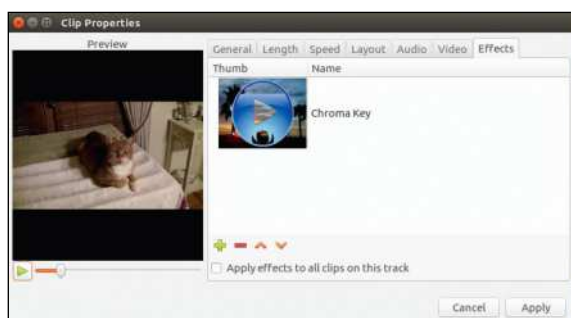 Clip Properties
Preview
General Length Speed Layout Audio Video Effects
Thumb Name
Chroma Key
Apply effects to all clips on this track
Cancel Apply